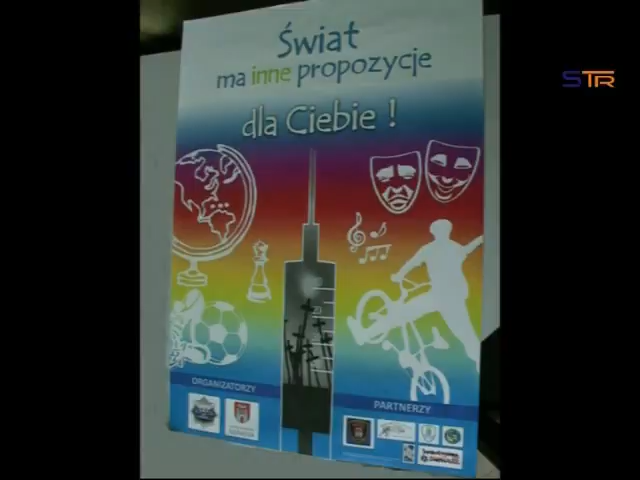 Świat
ma inne propozycje
dla Ciebie !
STR
ORGANIZATORZY
PARTNERZY